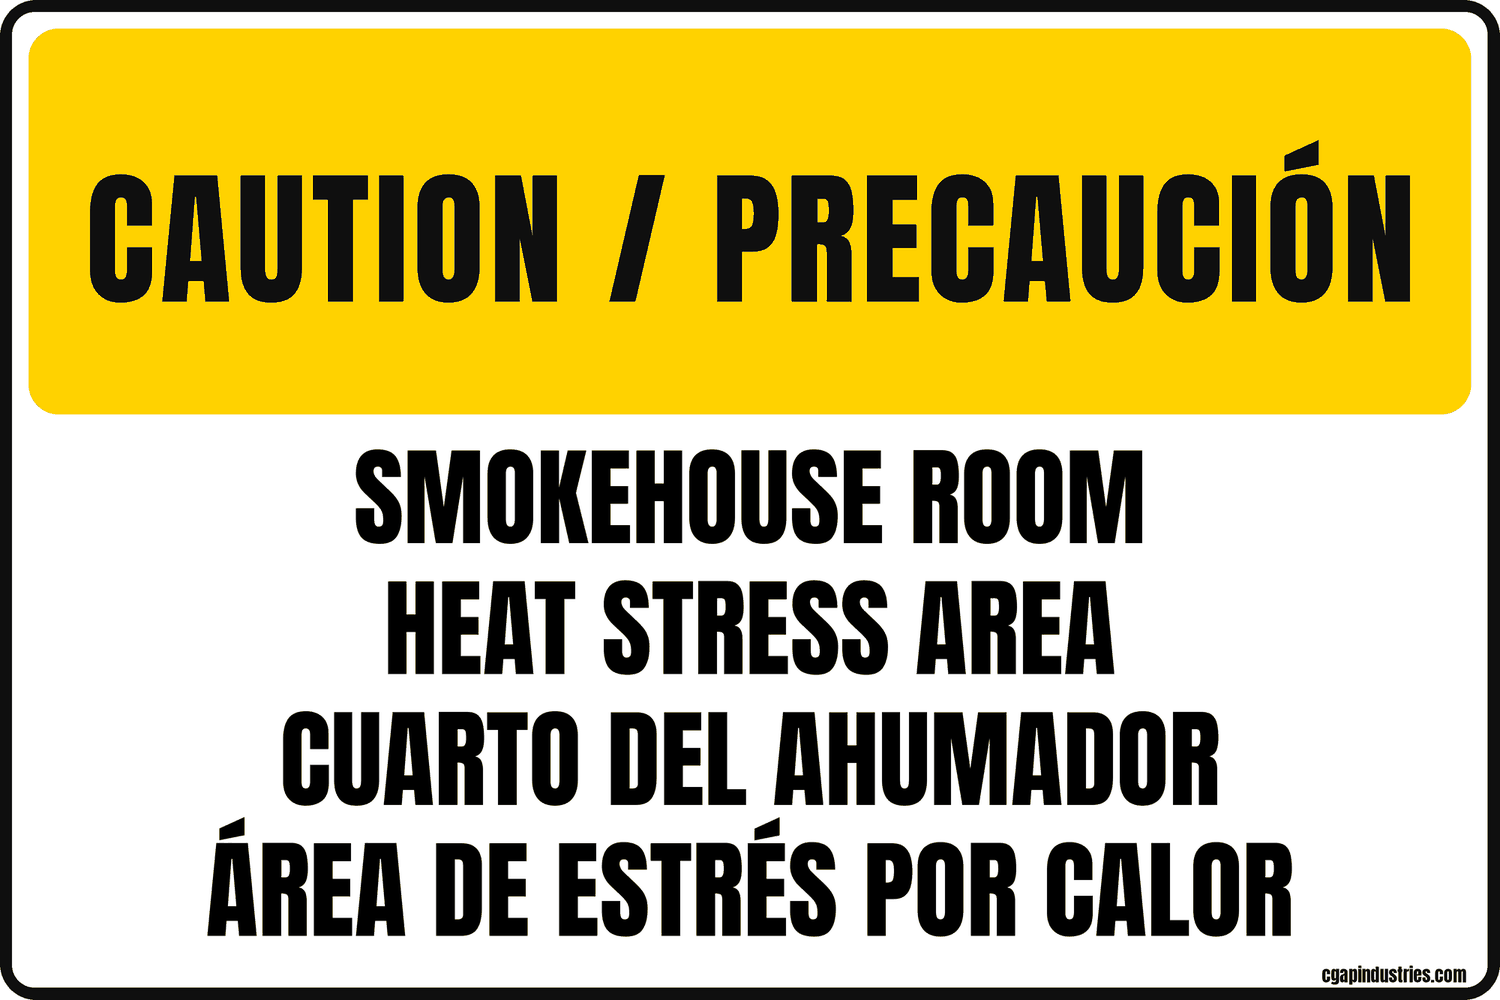 CAUTION / PRECAUCIÓN
SMOKEHOUSE ROOM
HEAT STRESS AREA
CUARTO DEL AHUMADOR
ÁREA DE ESTRÉS POR CALOR
cgapindustries.com